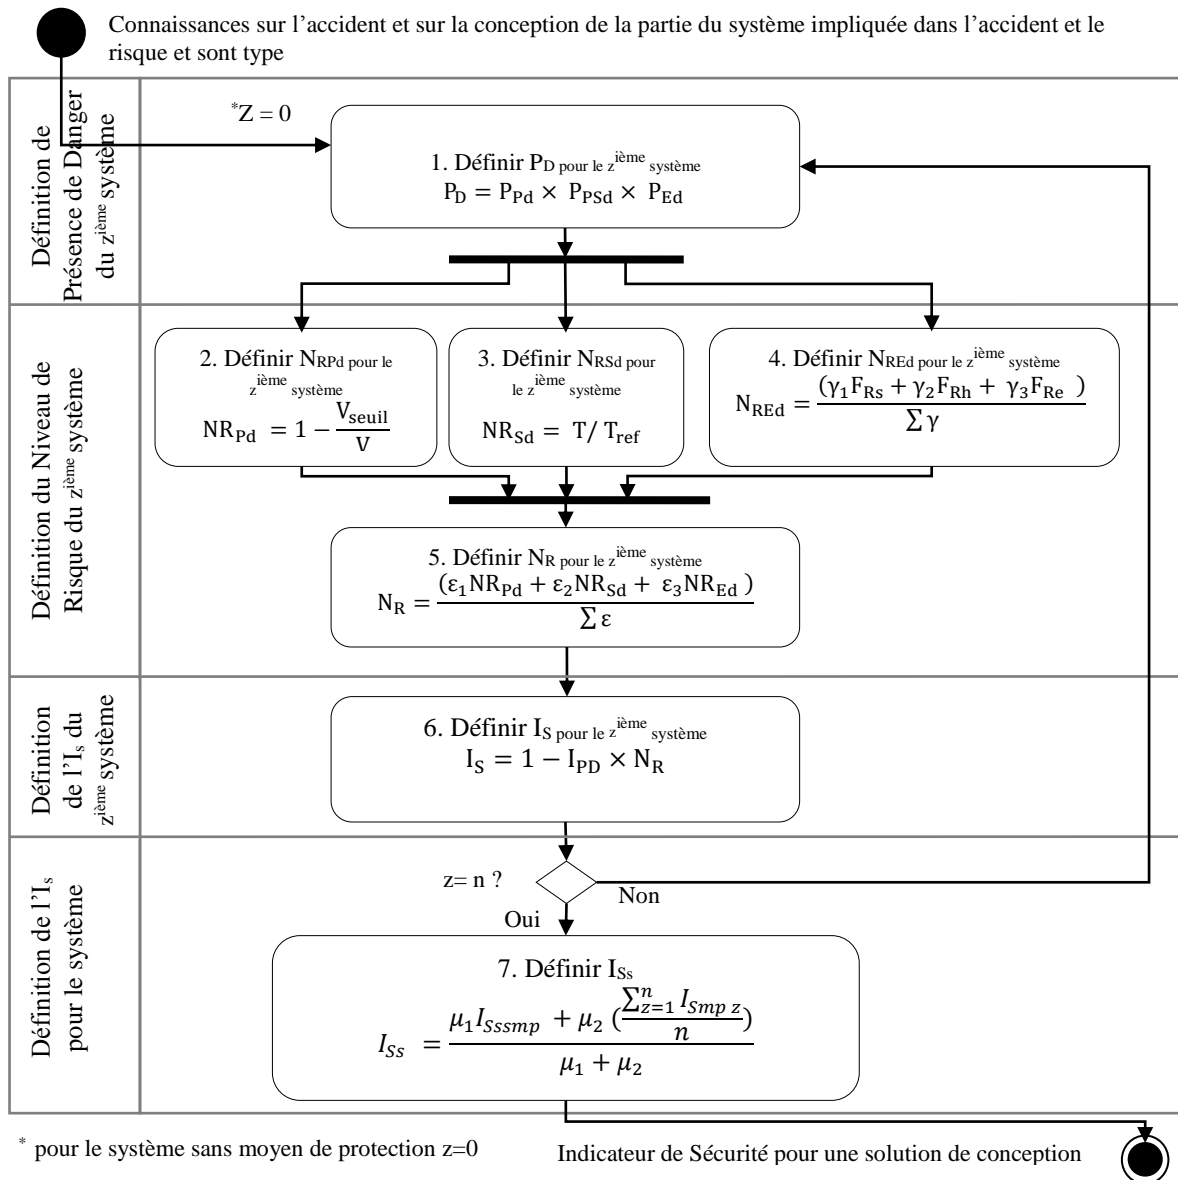 Connaissances sur l'accident et sur la conception de la partie du système impliquée dans l'accident et le
risque et sont type
Définition de
Présence de Danger
du zième système
*Z = 0
1. Définir PD pour le zième système
PD = PPd × PPSd × PEd
Définition du Niveau de
Risque du zième système
2. Définir NRPd pour le
zième système
NRPd = 1 − Vseuil/V
3. Définir NRSd pour
le zième système
NRSd = T/ Tref
4. Définir NREd pour le zième système
NREd = (γ1FRs + γ2FRh + γ3FRe )/∑ γ
5. Définir NR pour le zième système
NR = (ε1NRPd + ε2NRSd + ε3NREd )/∑ ε
Définition
de l'Is du
zième système
6. Définir IS pour le zième système
IS = 1 − IPD × NR
Définition de l'Is
pour le système
z= n ?
Non
Oui
7. Définir ISs
ISs = (μ1ISssmp + μ2 (∑nz=1 ISmp z/n))/(μ1 + μ2)
* pour le système sans moyen de protection z=0
Indicateur de Sécurité pour une solution de conception